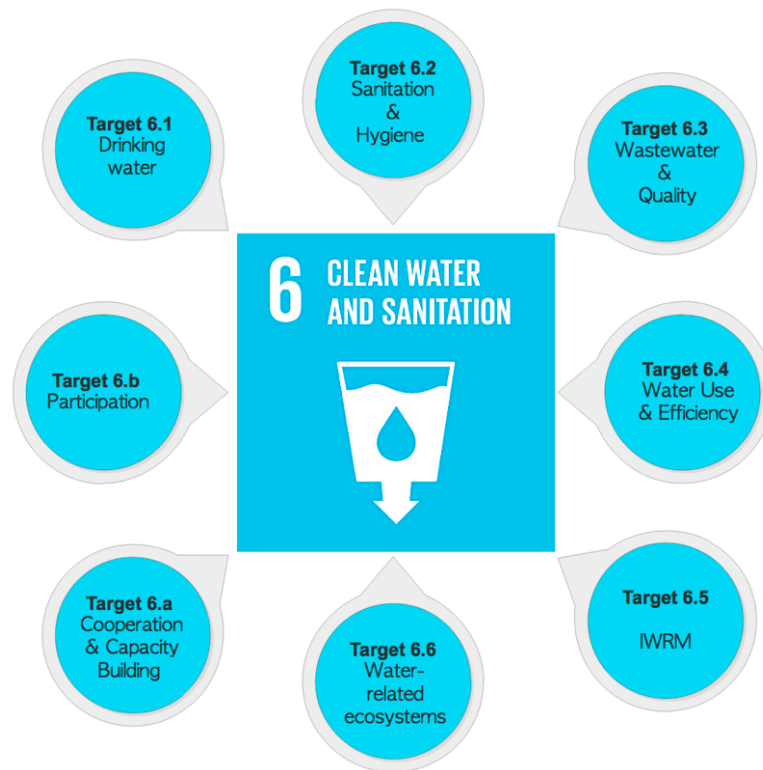 Target 6.1
Drinking
water
Target 6.2
Sanitation
&
Hygiene
Target 6.3
Wastewater
&
Quality
6
CLEAN WATER
AND SANITATION
Target 6.b
Participation
Target 6.4
Water Use
& Efficiency
Target 6.a
Cooperation
& Capacity
Building
Target 6.6
Water-
related
ecosystems
Target 6.5
IWRM